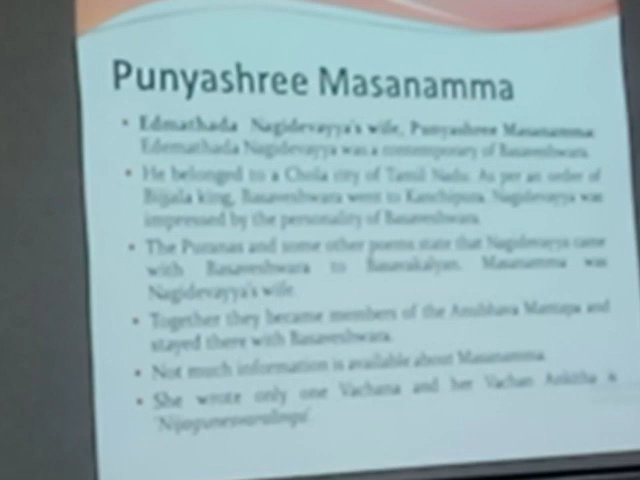 Punyashree Masanamma
• Edmathada Nagidevayya's wife, Punyashree Masanamma
Edemathada Nagidevayya was a contemporary of Basaveshwara.
• He belonged to a Chola city of Tamil Nadu. As per an order of
Bijjala king, Basaveshwara went to Kanchipura. Nagidevayya was
impressed by the personality of Basaveshwara.
• The Puranas and some other poems state that Nagidevayya came
with Basaveshwara to Basavakalyan. Masanamma was
Nagidevayya's wife.
• Together they became members of the Anubhava Mantapa and
stayed there with Basaveshwara.
• Not much information is available about Masanamma.
• She wrote only one Vachana and her Vachan Ankitha is